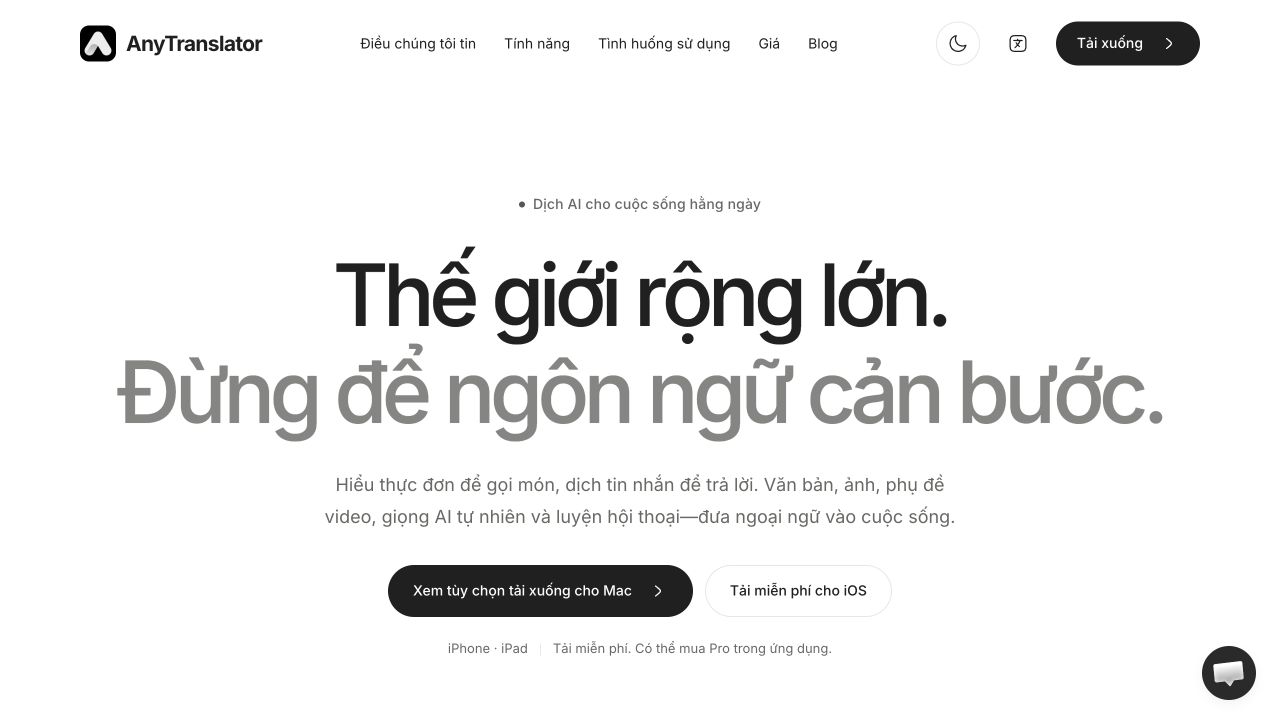 AnyTranslator
Điều chúng tôi tin
Tính năng
Tình huống sử dụng
Giá
Blog
Tải xuống
Dịch AI cho cuộc sống hằng ngày
Thế giới rộng lớn.
Đừng để ngôn ngữ cản bước.
Hiểu thực đơn để gọi món, dịch tin nhắn để trả lời. Văn bản, ảnh, phụ đề
video, giọng AI tự nhiên và luyện hội thoại—đưa ngoại ngữ vào cuộc sống.
Xem tùy chọn tải xuống cho Mac
Tải miễn phí cho iOS
iPhone · iPad
Tải miễn phí. Có thể mua Pro trong ứng dụng.